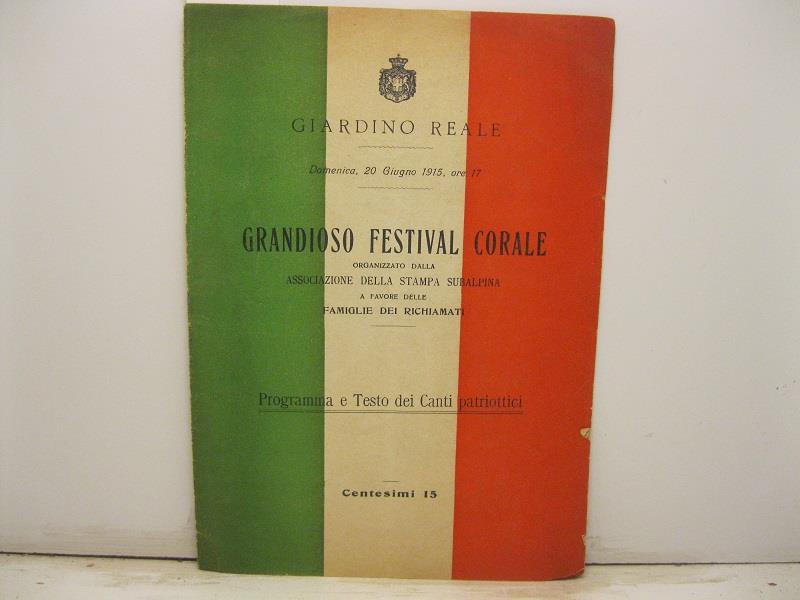 GIARDINO REALE
Domenica, 20 Giugno 1915, ore 17
GRANDIOSO FESTIVAL CORALE
ORGANIZZATO DALLA
ASSOCIAZIONE DELLA STAMPA SUBALPINA
A FAVORE DELLE
FAMIGLIE DEI RICHIAMATI
Programma e Testo dei Canti patriottici
Centesimi 15